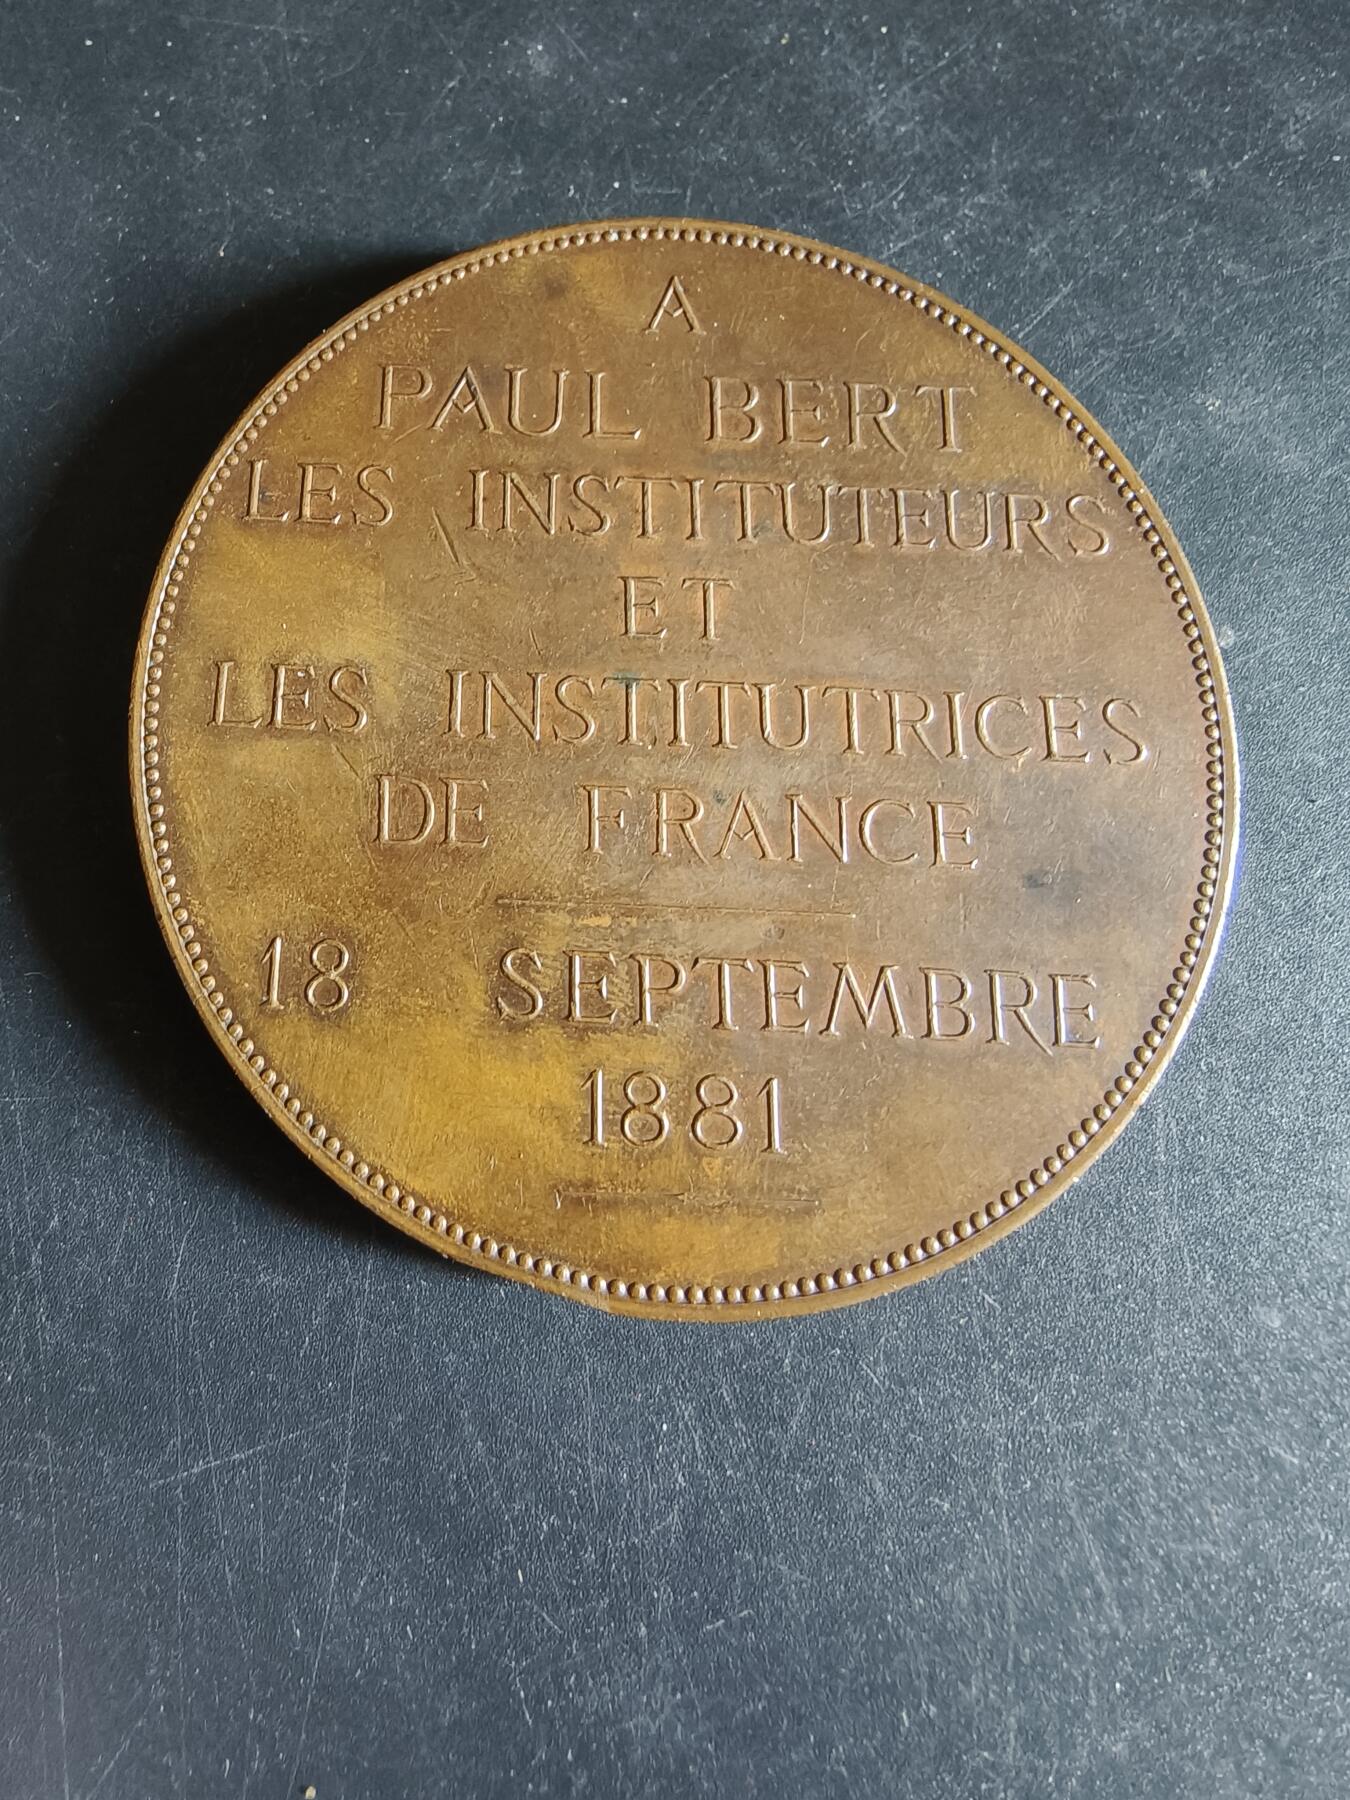 A
PAUL BERT
LES INSTITUTEURS
ET
LES INSTITUTRICES
DE FRANCE
18 SEPTEMBRE
1881